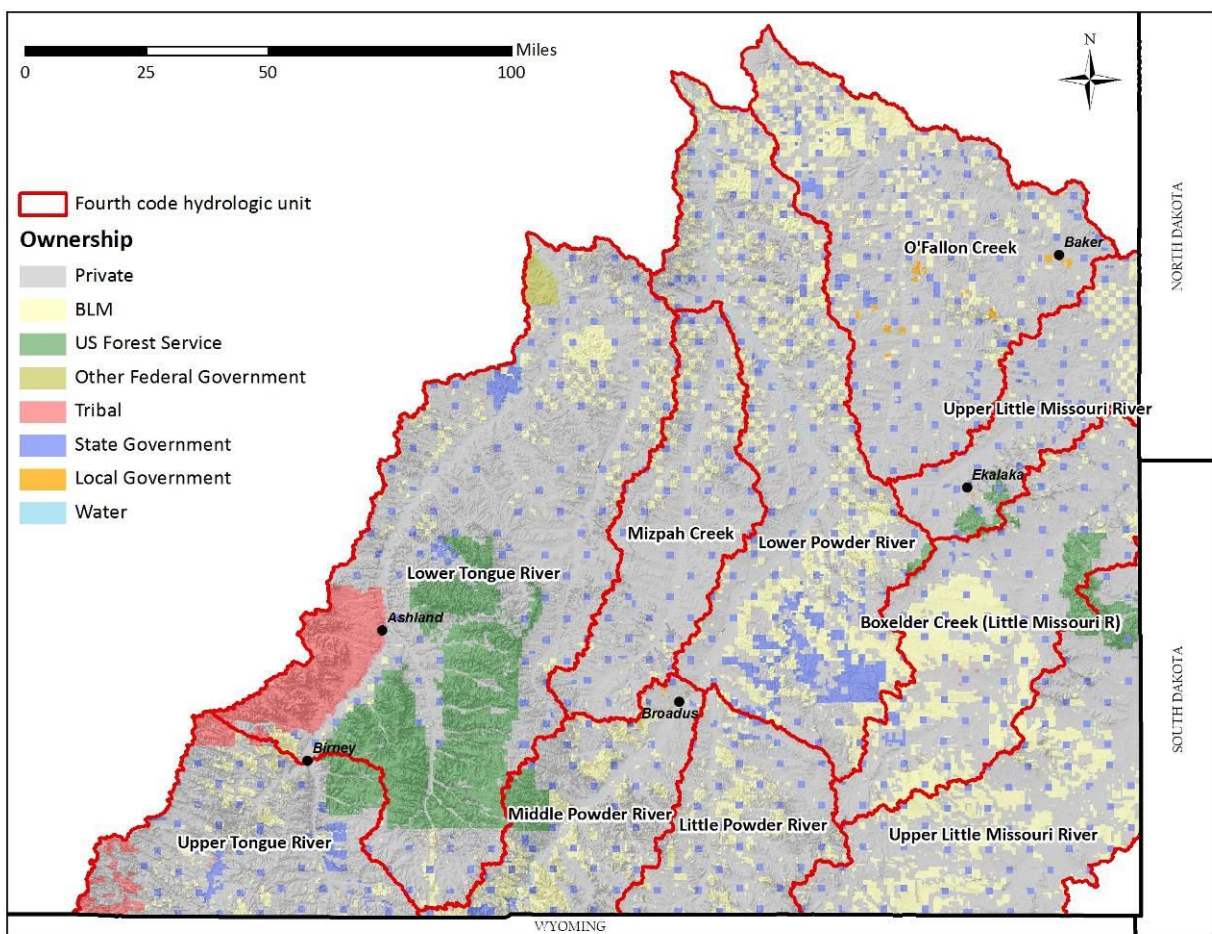 Miles
0 25 50 100
N
Fourth code hydrologic unit
Ownership
Private
BLM
US Forest Service
Other Federal Government
Tribal
State Government
Local Government
Water
O'Fallon Creek
Baker
NORTH DAKOTA
Upper Little Missouri River
Ekalaka
Mizpah Creek
Lower Powder River
Lower Tongue River
Ashland
Boxelder Creek (Little Missouri R)
SOUTH DAKOTA
Broadus
Birney
Middle Powder River
Little Powder River
Upper Little Missouri River
Upper Tongue River
WYOMING